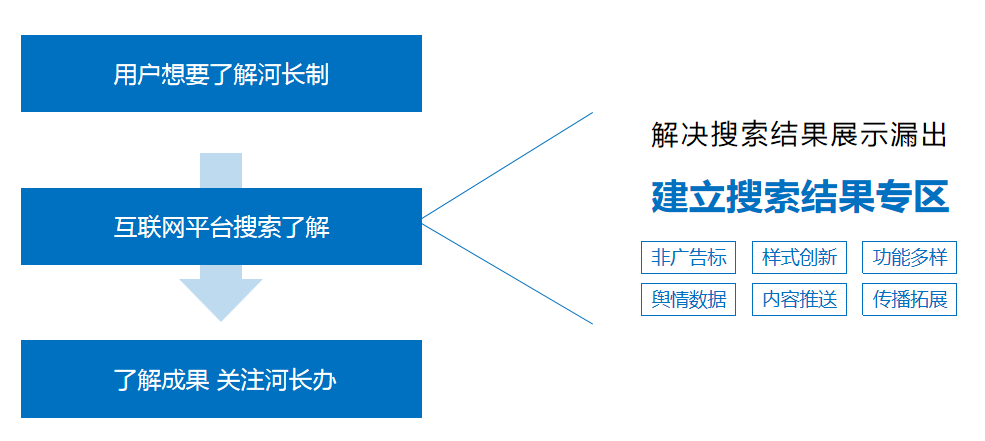 用户想要了解河长制
互联网平台搜索了解
了解成果 关注河长办
解决搜索结果展示漏出
建立搜索结果专区
非广告标 样式创新 功能多样
舆情数据 内容推送 传播拓展